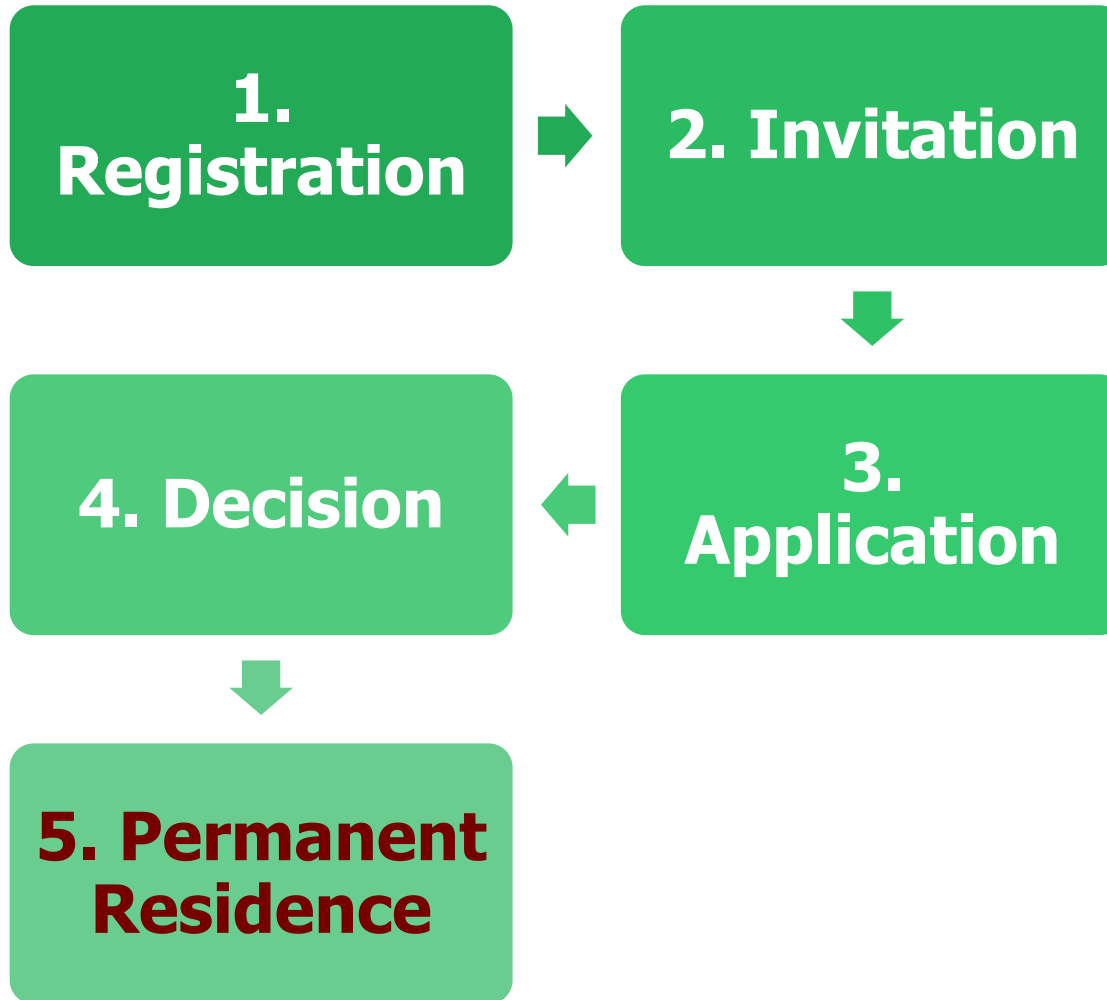 1.
Registration
2. Invitation
3.
Application
4. Decision
5. Permanent
Residence